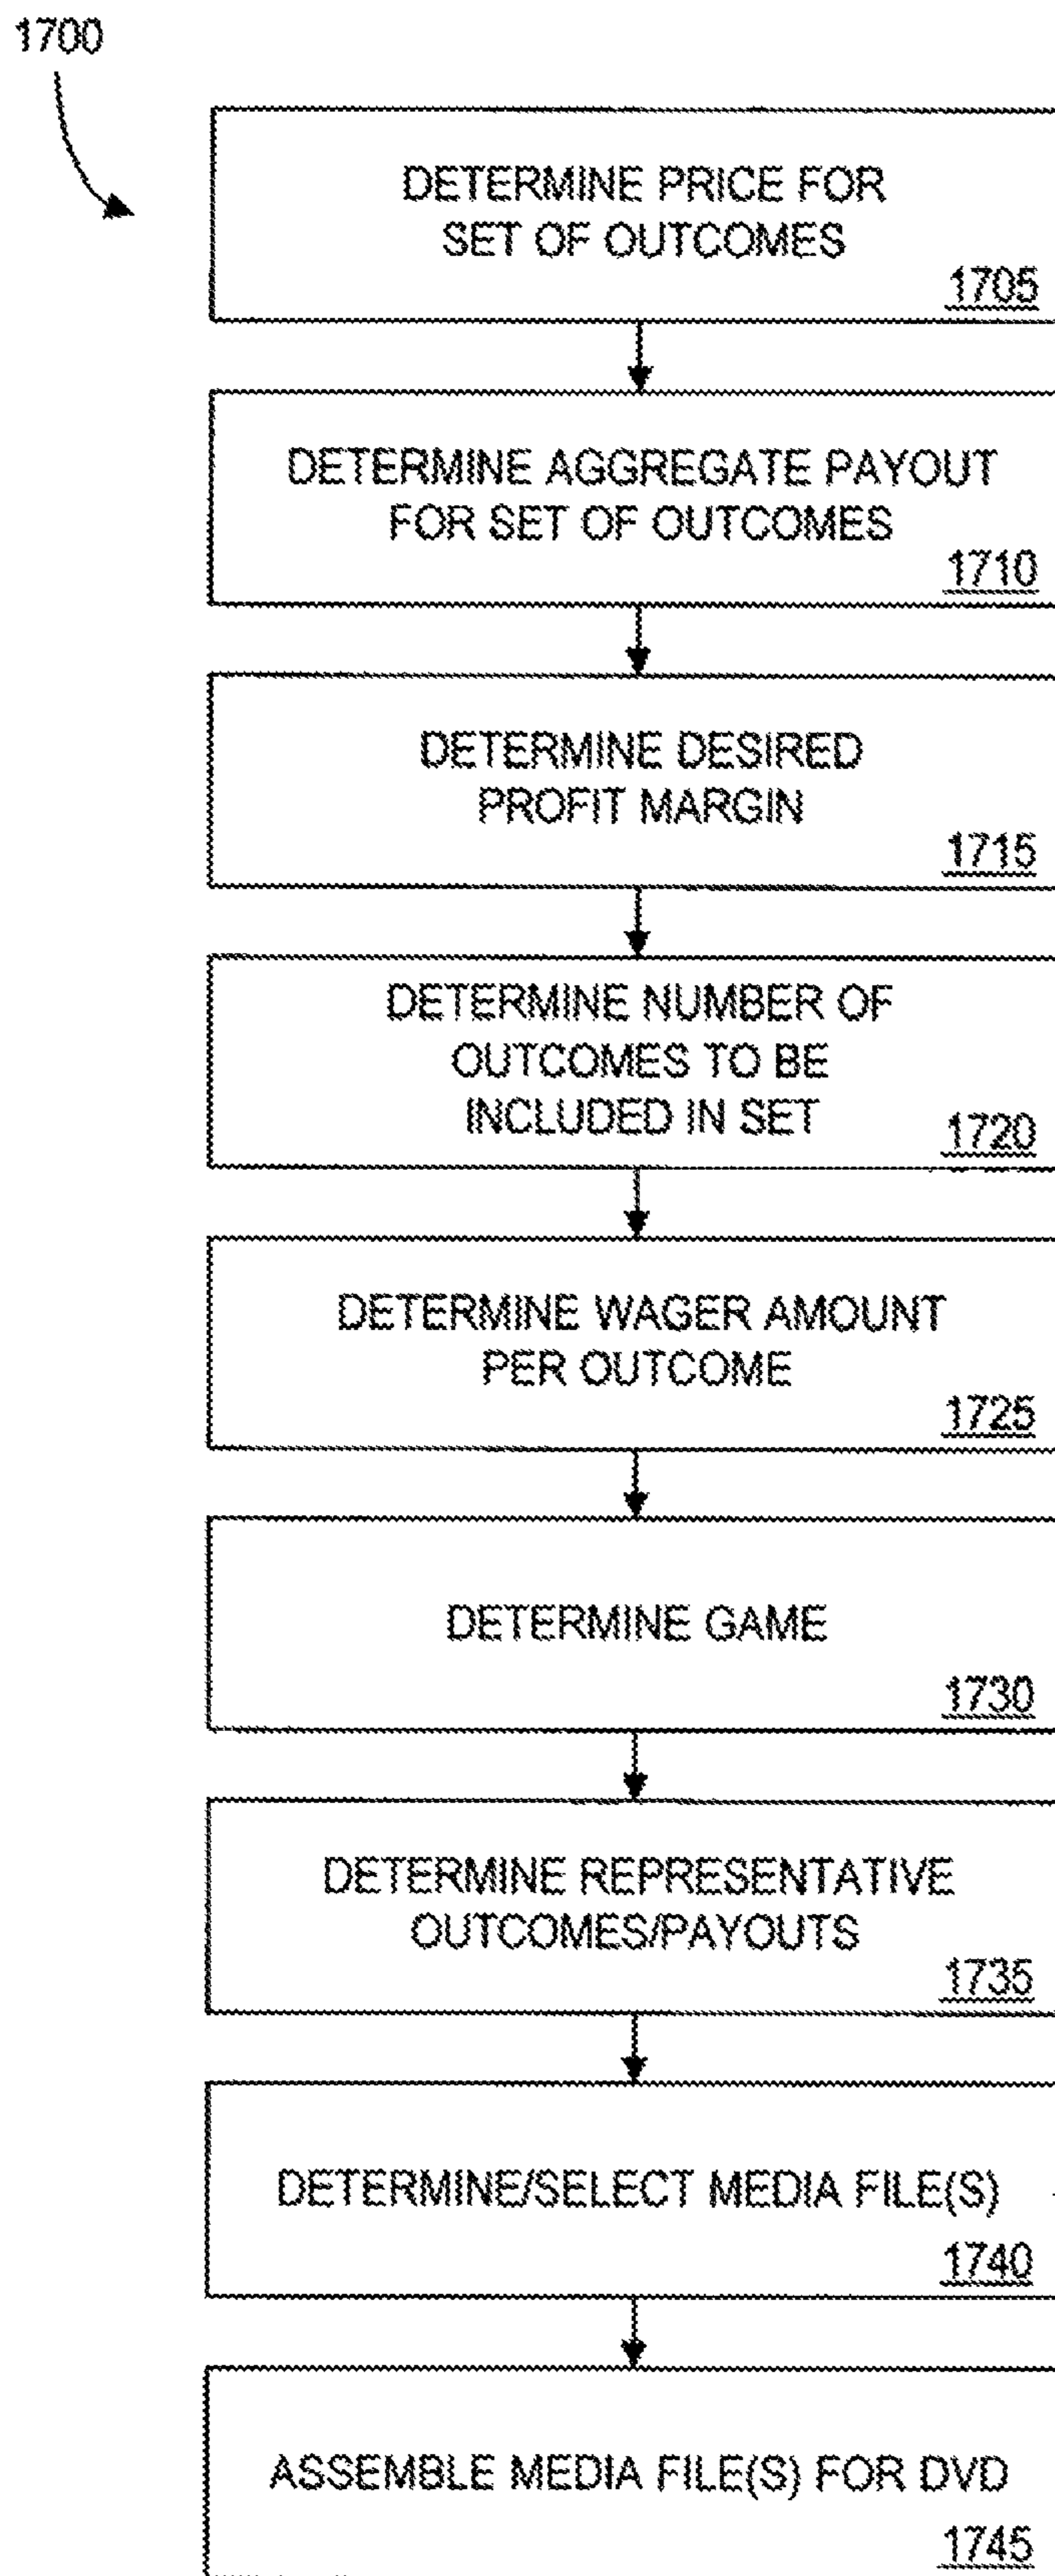 1700
DETERMINE PRICE FOR
SET OF OUTCOMES
1705
DETERMINE AGGREGATE PAYOUT
FOR SET OF OUTCOMES
1710
DETERMINE DESIRED
PROFIT MARGIN
1715
DETERMINE NUMBER OF
OUTCOMES TO BE
INCLUDED IN SET
1720
DETERMINE WAGER AMOUNT
PER OUTCOME
1725
DETERMINE GAME
1730
DETERMINE REPRESENTATIVE
OUTCOMES/PAYOUTS
1735
DETERMINE/SELECT MEDIA FILE(S)
1740
ASSEMBLE MEDIA FILE(S) FOR DVD
1745